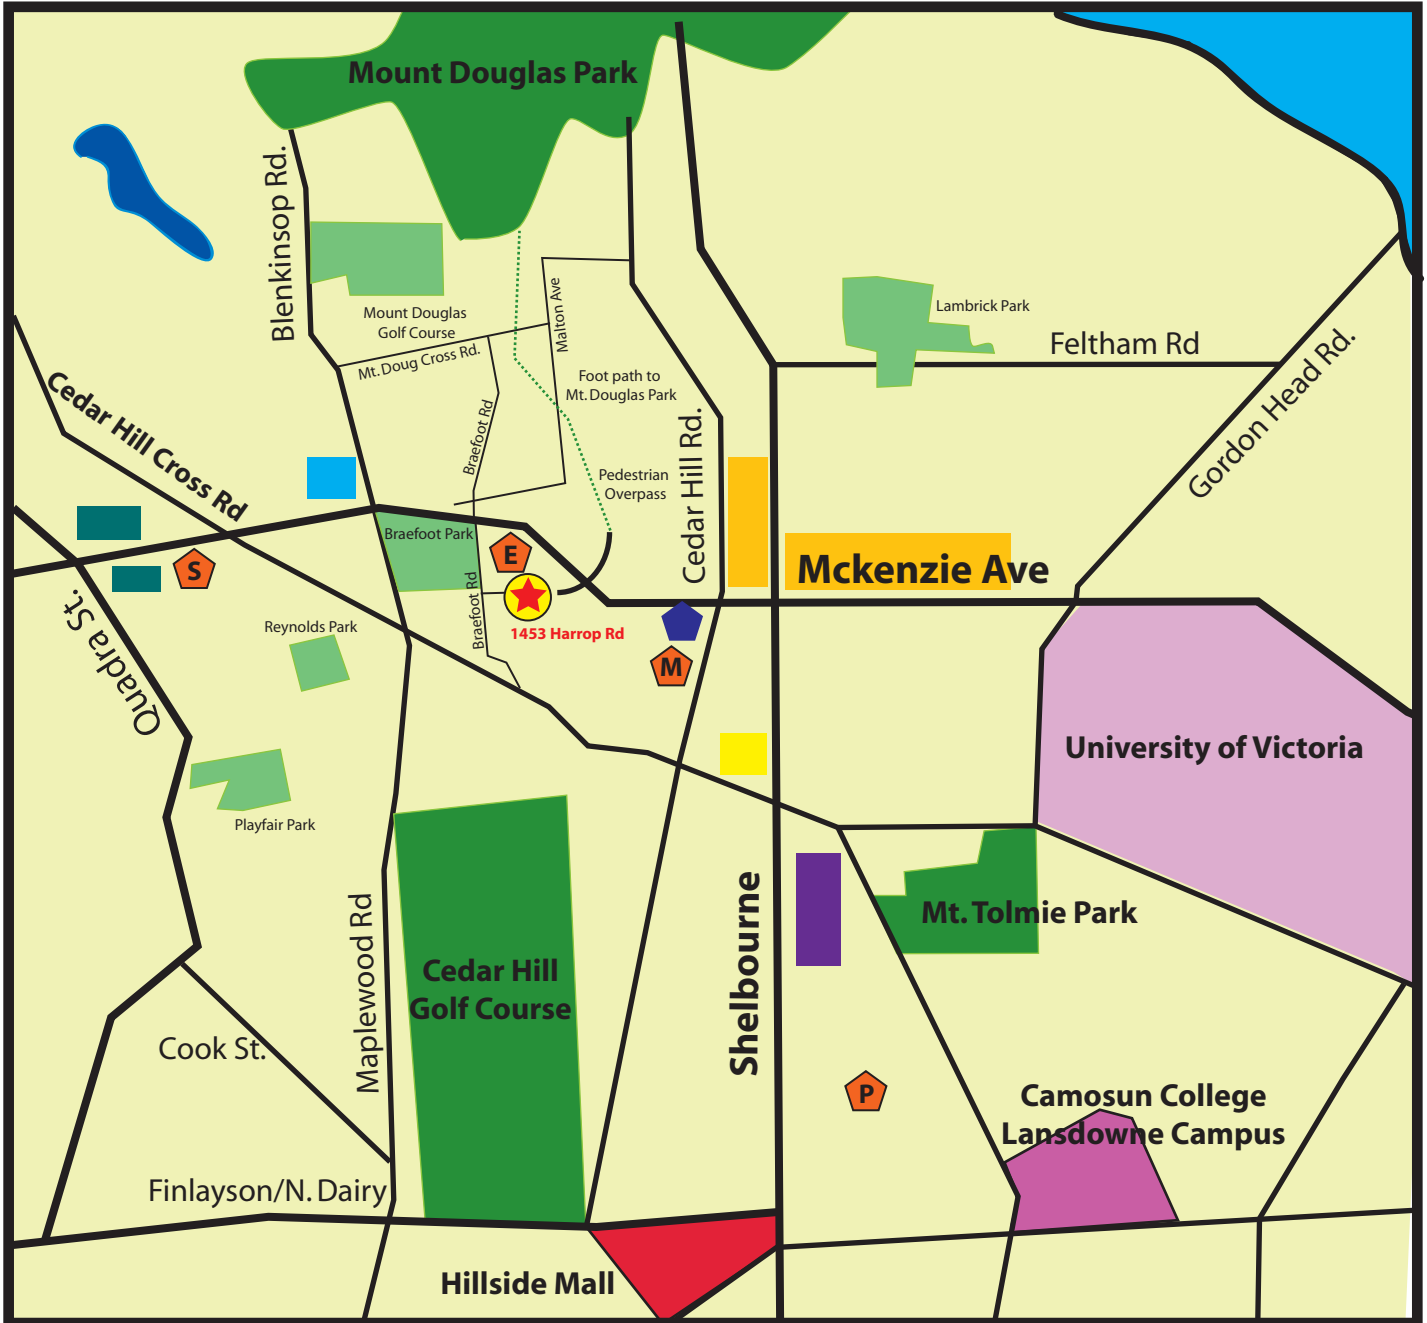 Mount Douglas Park
Blenkinsop Rd.
Mount Douglas
Golf Course
Malton Ave
Lambrick Park
Feltham Rd
Mt. Doug Cross Rd.
Foot path to
Mt. Douglas Park
Gordon Head Rd.
Cedar Hill Cross Rd
Braefoot Rd
Cedar Hill Rd.
Pedestrian
Overpass
Braefoot Park
E
S
Mckenzie Ave
Braefoot Rd
1453 Harrop Rd
Quadra St.
Reynolds Park
M
University of Victoria
Playfair Park
Mt. Tolmie Park
Maplewood Rd
Shelbourne
Cedar Hill
Golf Course
Cook St.
P
Camosun College
Lansdowne Campus
Finlayson/N. Dairy
Hillside Mall